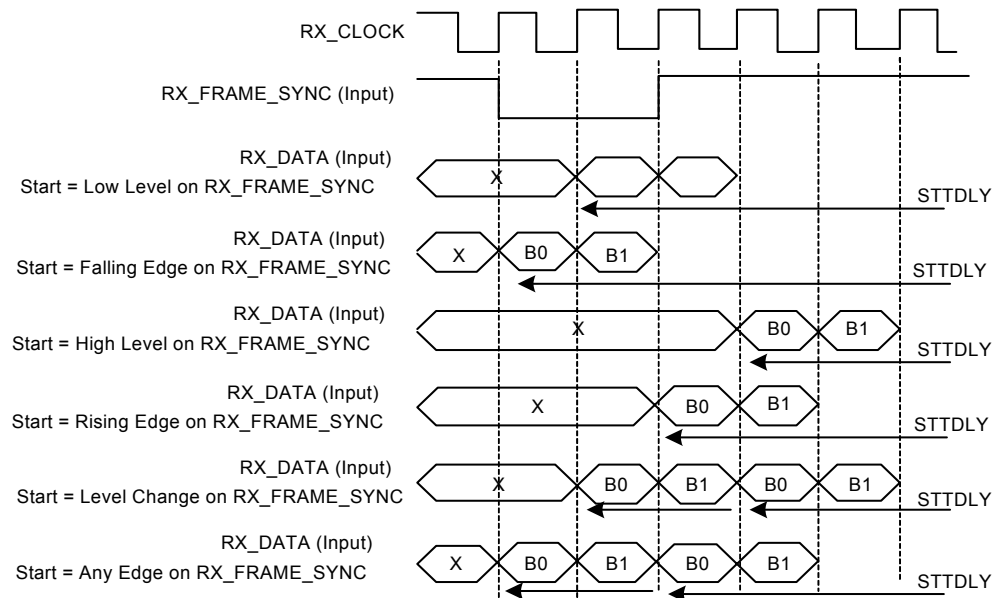 RX_CLOCK
RX_FRAME_SYNC (Input)
RX_DATA (Input)
Start = Low Level on RX_FRAME_SYNC
X
STTDLY
RX_DATA (Input)
Start = Falling Edge on RX_FRAME_SYNC
X B0 B1
STTDLY
RX_DATA (Input)
Start = High Level on RX_FRAME_SYNC
X B0 B1
STTDLY
RX_DATA (Input)
Start = Rising Edge on RX_FRAME_SYNC
X B0 B1
STTDLY
RX_DATA (Input)
Start = Level Change on RX_FRAME_SYNC
X B0 B1 B0 B1
STTDLY
RX_DATA (Input)
Start = Any Edge on RX_FRAME_SYNC
X B0 B1 B0 B1
STTDLY